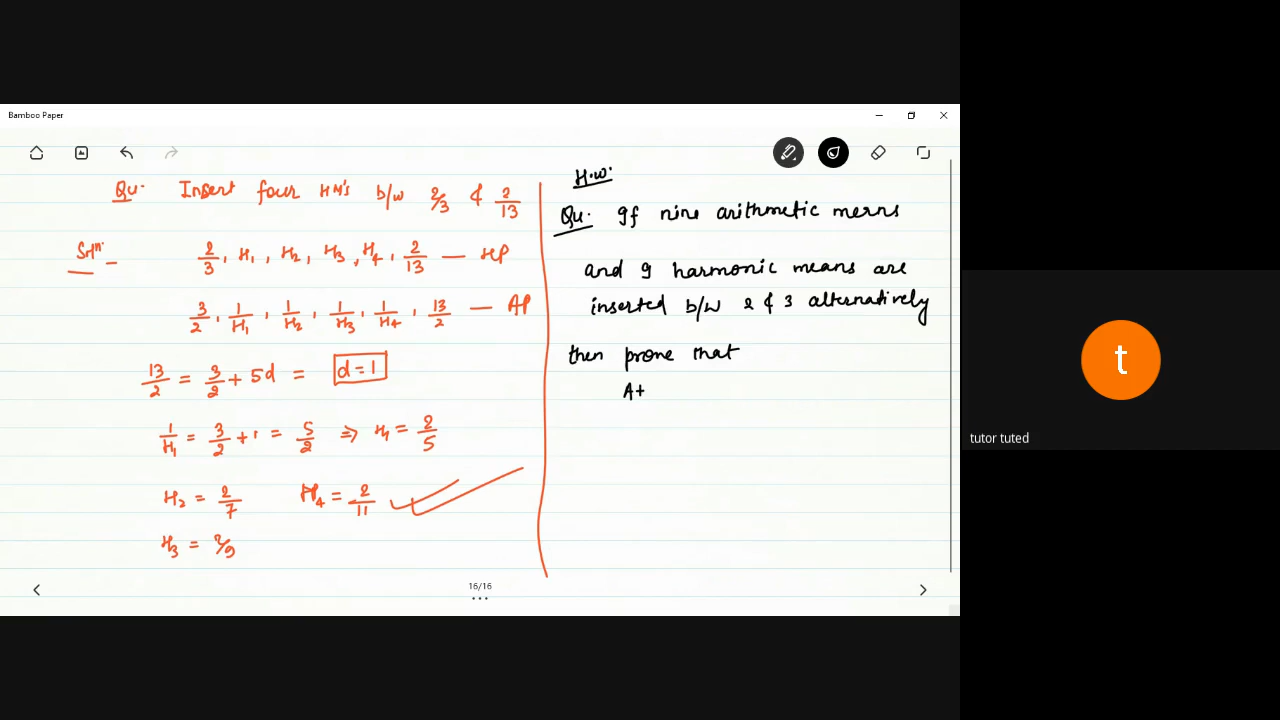 Bamboo Paper
Qu. Insert four HM's b/w 2/3 & 2/13
Solⁿ. –
2/3, H₁, H₂, H₃, H₄, 2/13 — HP
3/2, 1/H₁, 1/H₂, 1/H₃, 1/H₄, 13/2 — AP
13/2 = 3/2 + 5d = d = 1
1/H₁ = 3/2 + 1 = 5/2 ⇒ H₁ = 2/5
H₂ = 2/7 H₄ = 2/11
H₃ = 2/9
H.W.
Qu. If nine arithmetic means
and 9 harmonic means are
inserted b/w 2 & 3 alternatively
then prove that
A+
16/16
t
tutor tuted